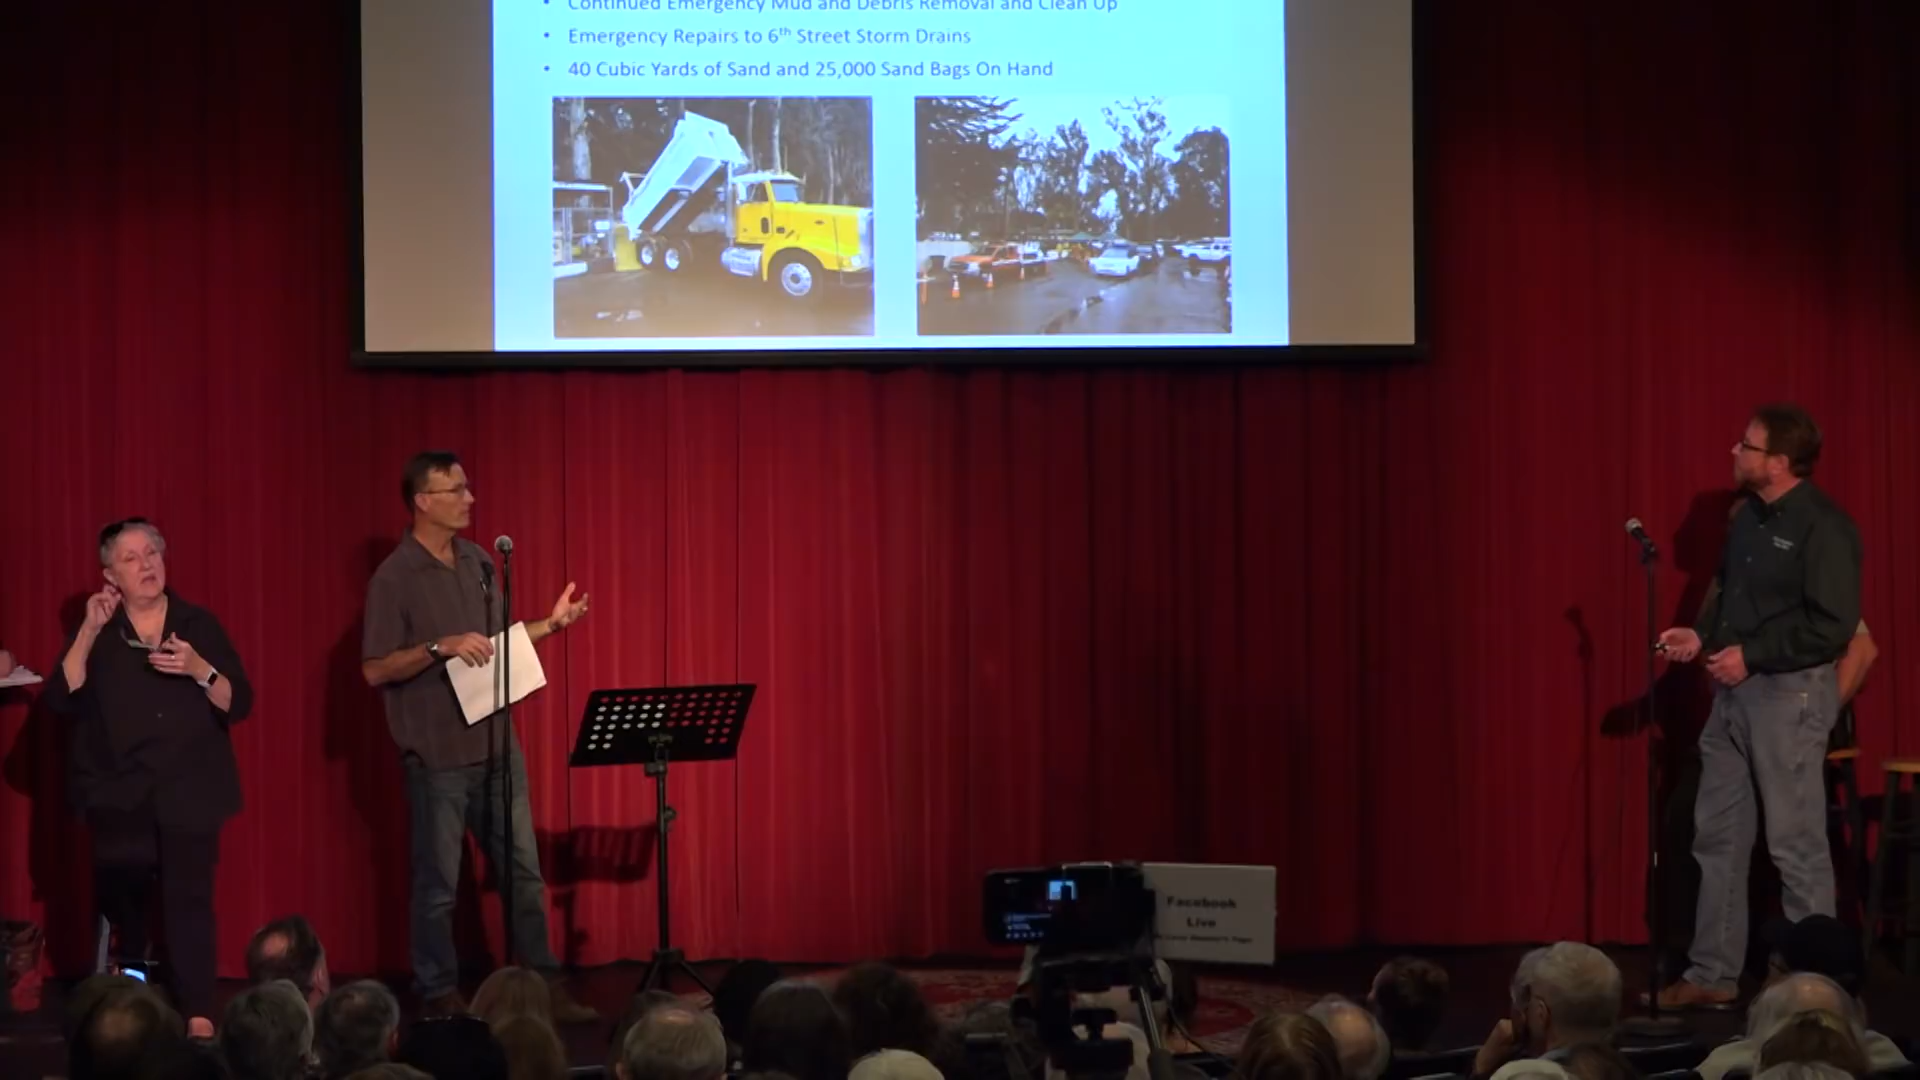 Continued Emergency Mud and Debris Removal and Clean Up
Emergency Repairs to 6th Street Storm Drains
40 Cubic Yards of Sand and 25,000 Sand Bags On Hand
Facebook
Live